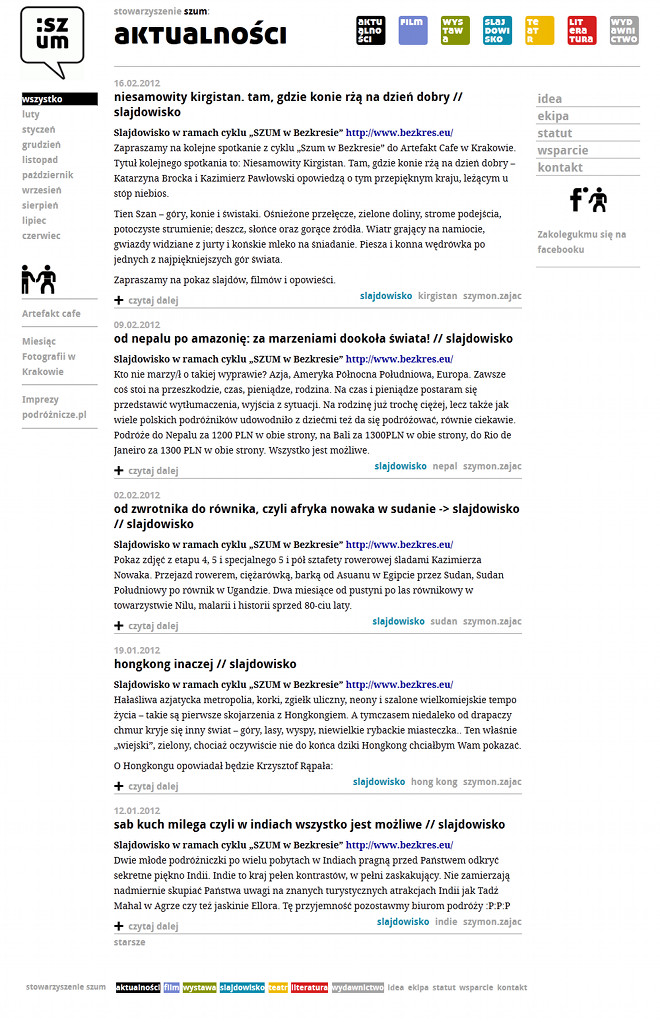 :sz
um
stowarzyszenie szum:
aktualności
aktu
alno
ści
film
wys
taw
a
slaj
dowi
sko
te
at
r
lit
era
tura
wyd
awni
ctwo
wszystko
luty
styczeń
grudzień
listopad
październik
wrzesień
sierpień
lipiec
czerwiec
Artefakt cafe
Miesiąc
Fotografii w
Krakowie
Imprezy
podróżnicze.pl
16.02.2012
niesamowity kirgistan. tam, gdzie konie rżą na dzień dobry //
slajdowisko
Slajdowisko w ramach cyklu „SZUM w Bezkresie” http://www.bezkres.eu/
Zapraszamy na kolejne spotkanie z cyklu „Szum w Bezkresie” do Artefakt Cafe w Krakowie.
Tytuł kolejnego spotkania to: Niesamowity Kirgistan. Tam, gdzie konie rżą na dzień dobry –
Katarzyna Brocka i Kazimierz Pawłowski opowiedzą o tym przepięknym kraju, leżącym u
stóp niebios.
Tien Szan – góry, konie i świstaki. Ośnieżone przełęcze, zielone doliny, strome podejścia,
potoczyste strumienie; deszcz, słońce oraz gorące źródła. Wiatr grający na namiocie,
gwiazdy widziane z jurty i końskie mleko na śniadanie. Piesza i konna wędrówka po
jednych z najpiękniejszych gór świata.
Zapraszamy na pokaz slajdów, filmów i opowieści.
+ czytaj dalej
slajdowisko kirgistan szymon.zajac
09.02.2012
od nepalu po amazonię: za marzeniami dookoła świata! // slajdowisko
Slajdowisko w ramach cyklu „SZUM w Bezkresie” http://www.bezkres.eu/
Kto nie marzy/ł o takiej wyprawie? Azja, Ameryka Północna Południowa, Europa. Zawsze
coś stoi na przeszkodzie, czas, pieniądze, rodzina. Na czas i pieniądze postaram się
przedstawić wytłumaczenia, wyjścia z sytuacji. Na rodzinę już trochę ciężej, lecz także jak
wiele polskich podróżników udowodniło z dziećmi też da się podróżować, równie ciekawie.
Podróże do Nepalu za 1200 PLN w obie strony, na Bali za 1300PLN w obie strony, do Rio de
Janeiro za 1300 PLN w obie strony. Wszystko jest możliwe.
+ czytaj dalej
slajdowisko nepal szymon.zajac
02.02.2012
od zwrotnika do równika, czyli afryka nowaka w sudanie -> slajdowisko
// slajdowisko
Slajdowisko w ramach cyklu „SZUM w Bezkresie” http://www.bezkres.eu/
Pokaz zdjęć z etapu 4, 5 i specjalnego 5 i pół sztafety rowerowej śladami Kazimierza
Nowaka. Przejazd rowerem, ciężarówką, barką od Asuanu w Egipcie przez Sudan, Sudan
Południowy po równik w Ugandzie. Dwa miesiące od pustyni po las równikowy w
towarzystwie Nilu, malarii i historii sprzed 80-ciu laty.
+ czytaj dalej
slajdowisko sudan szymon.zajac
19.01.2012
hongkong inaczej // slajdowisko
Slajdowisko w ramach cyklu „SZUM w Bezkresie” http://www.bezkres.eu/
Hałaśliwa azjatycka metropolia, korki, zgiełk uliczny, neony i szalone wielkomiejskie tempo
życia – takie są pierwsze skojarzenia z Hongkongiem. A tymczasem niedaleko od drapaczy
chmur kryje się inny świat – góry, lasy, wyspy, niewielkie rybackie miasteczka.. Ten właśnie
„wiejski”, zielony, chociaż oczywiście nie do końca dziki Hongkong chciałbym Wam pokazać.
O Hongkongu opowiadał będzie Krzysztof Rąpała:
+ czytaj dalej
slajdowisko hong kong szymon.zajac
12.01.2012
sab kuch milega czyli w indiach wszystko jest możliwe // slajdowisko
Slajdowisko w ramach cyklu „SZUM w Bezkresie” http://www.bezkres.eu/
Dwie młode podróżniczki po wielu pobytach w Indiach pragną przed Państwem odkryć
sekretne piękno Indii. Indie to kraj pełen kontrastów, w pełni zaskakujący. Nie zamierzają
nadmiernie skupiać Państwa uwagi na znanych turystycznych atrakcjach Indii jak Tadź
Mahal w Agrze czy też jaskinie Ellora. Tę przyjemność pozostawmy biurom podróży :P:P:P
+ czytaj dalej
slajdowisko indie szymon.zajac
starsze
idea
ekipa
statut
wsparcie
kontakt
f
Zakolegukmu się na
facebooku
stowarzyszenie szum aktualności film wystawa slajdowisko teatr literatura wydawnictwo idea ekipa statut wsparcie kontakt